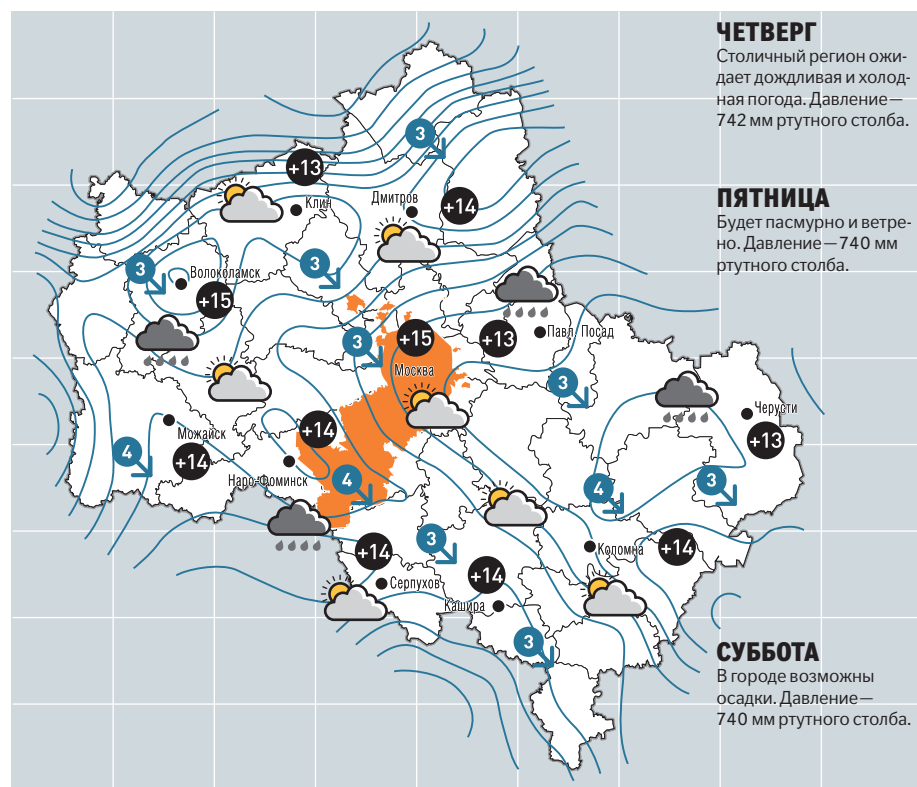 ЧЕТВЕРГ
Столичный регион ожи-
дает дождливая и холод-
ная погода. Давление—
742 мм ртутного столба.
ПЯТНИЦА
Будет пасмурно и ветре-
но. Давление—740 мм
ртутного столба.
СУББОТА
В городе возможны
осадки. Давление—
740 мм ртутного столба.
3
+13
Клин
Дмитров
+14
3
Волоколамск
+15
3
3
+15
Москва
+13
Павл. Посад
3
Черусти
+13
Можайск
4
+14
+14
Наро-Фоминск
4
4
3
3
+14
Серпухов
+14
Кашира
Коломна
+14
3